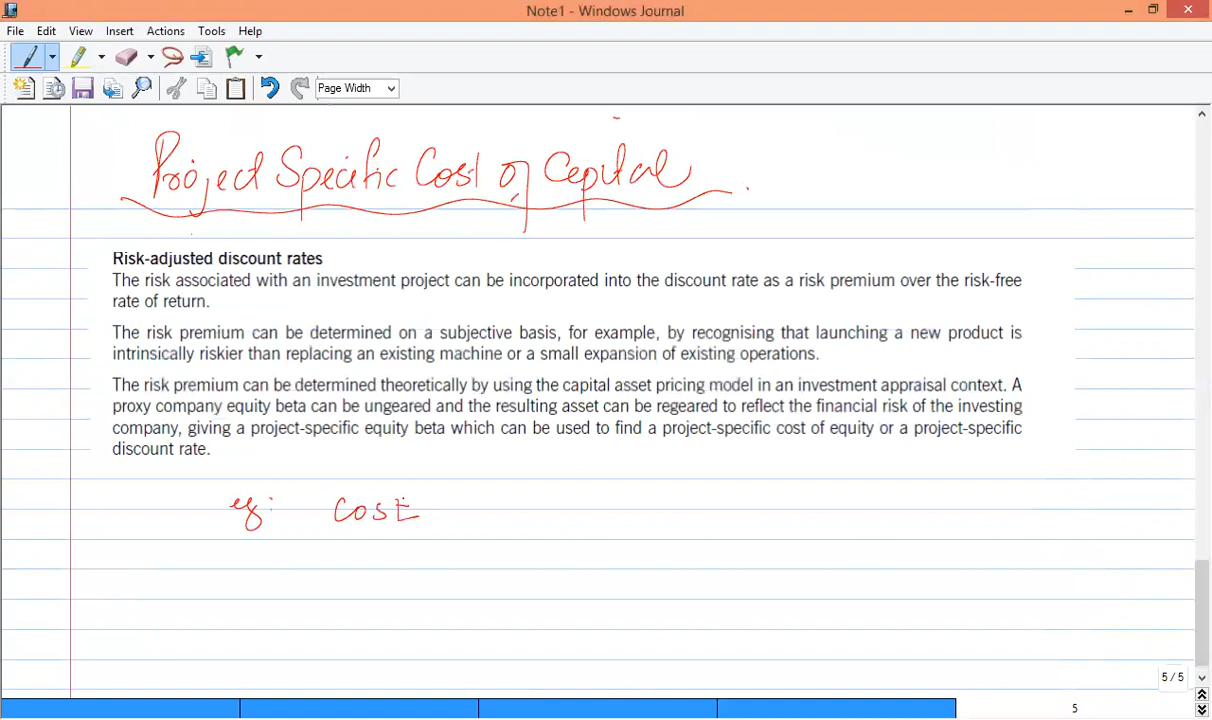 Note1 - Windows Journal
File Edit View Insert Actions Tools Help
Page Width
Project Specific Cost of Capital
Risk-adjusted discount rates
The risk associated with an investment project can be incorporated into the discount rate as a risk premium over the risk-free
rate of return.
The risk premium can be determined on a subjective basis, for example, by recognising that launching a new product is
intrinsically riskier than replacing an existing machine or a small expansion of existing operations.
The risk premium can be determined theoretically by using the capital asset pricing model in an investment appraisal context. A
proxy company equity beta can be ungeared and the resulting asset can be regeared to reflect the financial risk of the investing
company, giving a project-specific equity beta which can be used to find a project-specific cost of equity or a project-specific
discount rate.
eg: Cost
5 / 5
5